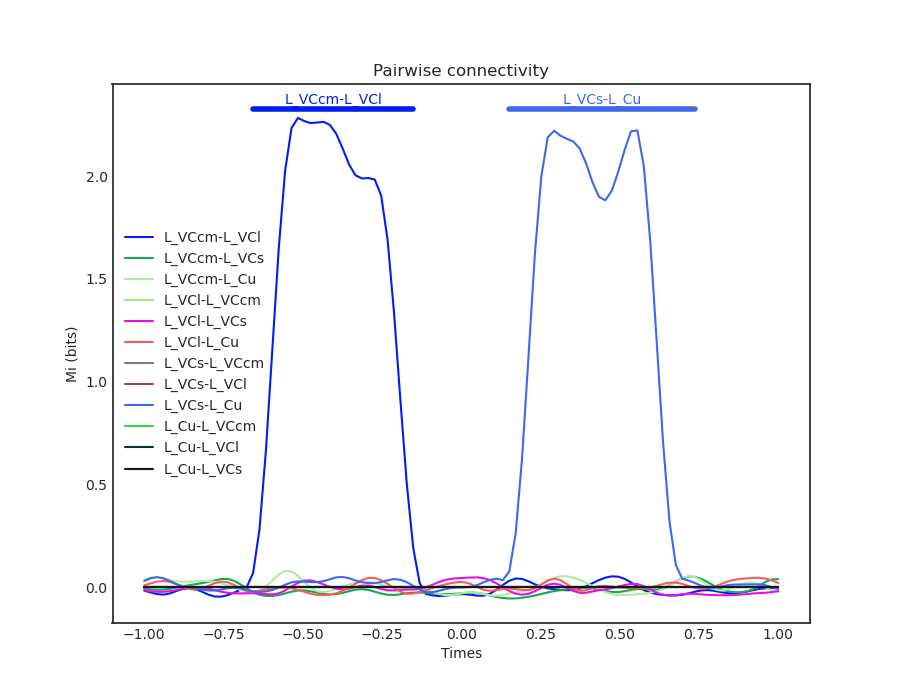 Pairwise connectivity
L_VCcm-L_VCl
L_VCs-L_Cu
Mi (bits)
2.0
1.5
1.0
0.5
0.0
L_VCcm-L_VCl
L_VCcm-L_VCs
L_VCcm-L_Cu
L_VCl-L_VCcm
L_VCl-L_VCs
L_VCl-L_Cu
L_VCs-L_VCcm
L_VCs-L_VCl
L_VCs-L_Cu
L_Cu-L_VCcm
L_Cu-L_VCl
L_Cu-L_VCs
−1.00 −0.75 −0.50 −0.25 0.00 0.25 0.50 0.75 1.00
Times